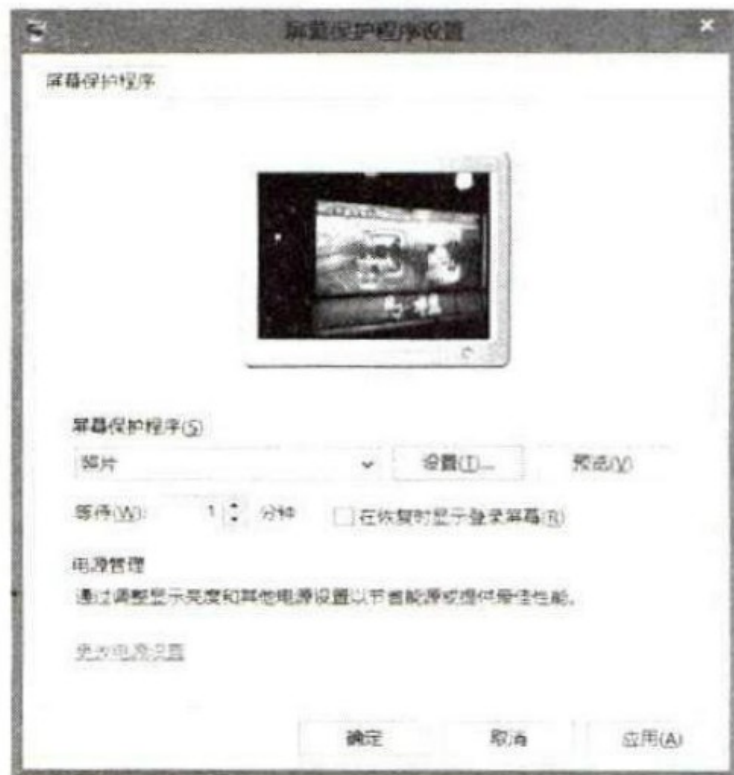 屏幕保护程序设置
屏幕保护程序
屏幕保护程序(S)
照片
设置(T)...
预览(V)
等待(W): 1 分钟 在恢复时显示登录屏幕(R)
电源管理
通过调整显示亮度和其他电源设置以节省能源或提供最佳性能。
更改电源设置
确定 取消 应用(A)